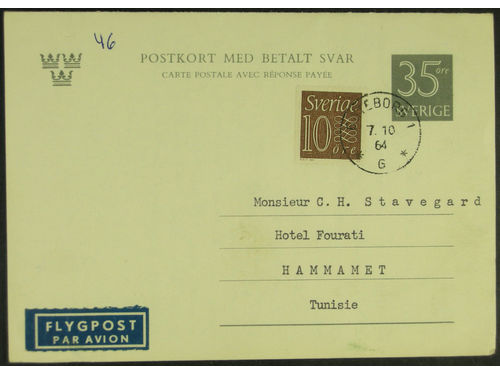 46
POSTKORT MED BETALT SVAR
CARTE POSTALE AVEC RÉPONSE PAYÉE
35 öre
SVERIGE
Sverige
10 öre
7.10
64
G
Monsieur C. H. Stavegard
Hotel Fourati
HAMMAMET
Tunisie
FLYGPOST
PAR AVION